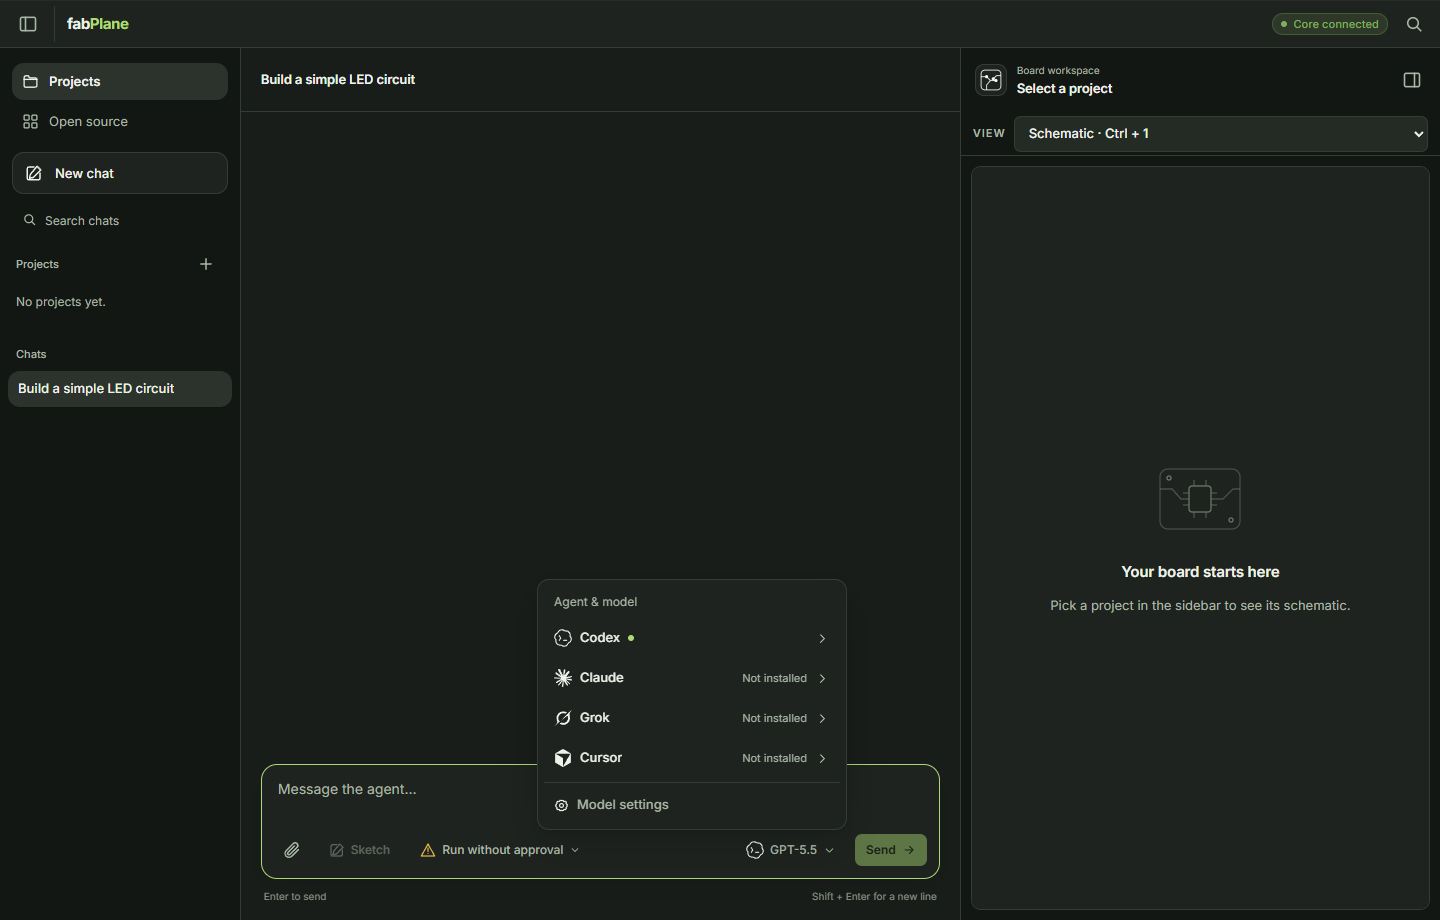 fabPlane
Core connected
Projects
Open source
New chat
Search chats
Projects
No projects yet.
Chats
Build a simple LED circuit
Build a simple LED circuit
Agent & model
Codex
Claude Not installed
Grok Not installed
Cursor Not installed
Model settings
Message the agent...
Sketch
Run without approval
GPT-5.5
Send
Enter to send
Shift + Enter for a new line
Board workspace
Select a project
VIEW
Schematic · Ctrl + 1
Your board starts here
Pick a project in the sidebar to see its schematic.